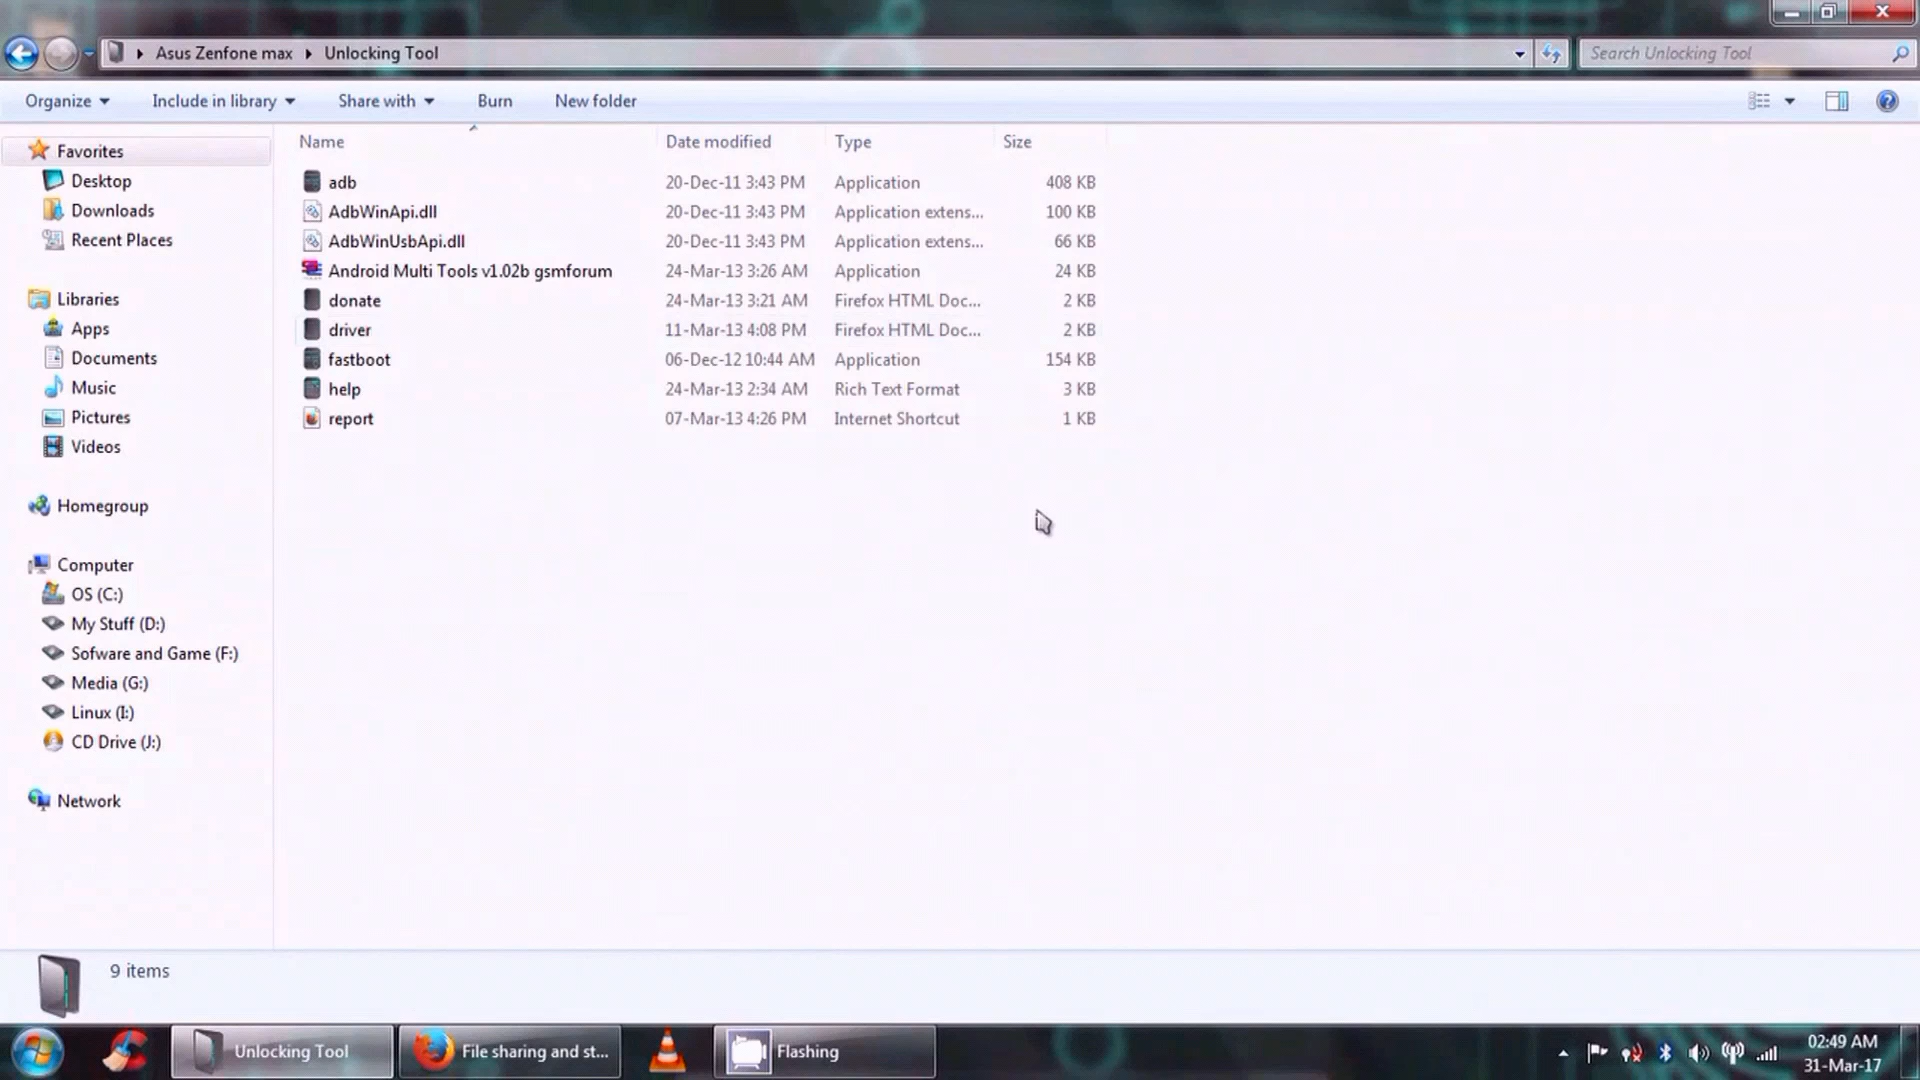 Asus Zenfone max Unlocking Tool
Search Unlocking Tool
Organize Include in library Share with Burn New folder
Name Date modified Type Size
Favorites
Desktop
Downloads
Recent Places
Libraries
Apps
Documents
Music
Pictures
Videos
Homegroup
Computer
OS (C:)
My Stuff (D:)
Sofware and Game (F:)
Media (G:)
Linux (I:)
CD Drive (J:)
Network
adb 20-Dec-11 3:43 PM Application 408 KB
AdbWinApi.dll 20-Dec-11 3:43 PM Application extens... 100 KB
AdbWinUsbApi.dll 20-Dec-11 3:43 PM Application extens... 66 KB
Android Multi Tools v1.02b gsmforum 24-Mar-13 3:26 AM Application 24 KB
donate 24-Mar-13 3:21 AM Firefox HTML Doc... 2 KB
driver 11-Mar-13 4:08 PM Firefox HTML Doc... 2 KB
fastboot 06-Dec-12 10:44 AM Application 154 KB
help 24-Mar-13 2:34 AM Rich Text Format 3 KB
report 07-Mar-13 4:26 PM Internet Shortcut 1 KB
9 items
Unlocking Tool
File sharing and st...
Flashing
02:49 AM
31-Mar-17